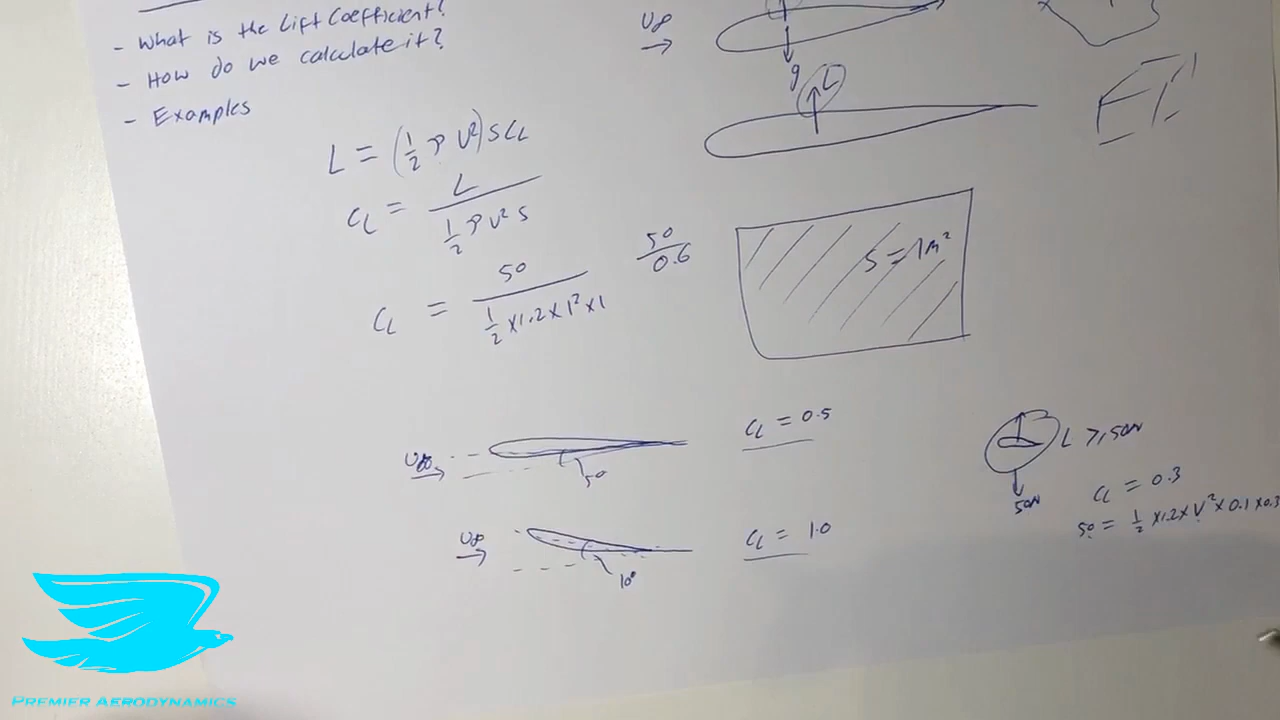 - What is the Lift Coefficient?
- How do we calculate it?
- Examples
U∞
g
L
L = (1/2 ρ V²) S CL
CL = L / 1/2 ρ V² S
CL = 50 / 1/2 × 1.2 × 1² × 1
50 / 0.6
S = 1m²
U∞
5°
CL = 0.5
U∞
10°
CL = 1.0
L ≥ 50N
50N
CL = 0.3
50 = 1/2 × 1.2 × V² × 0.1 × 0.3
PREMIER AERODYNAMICS